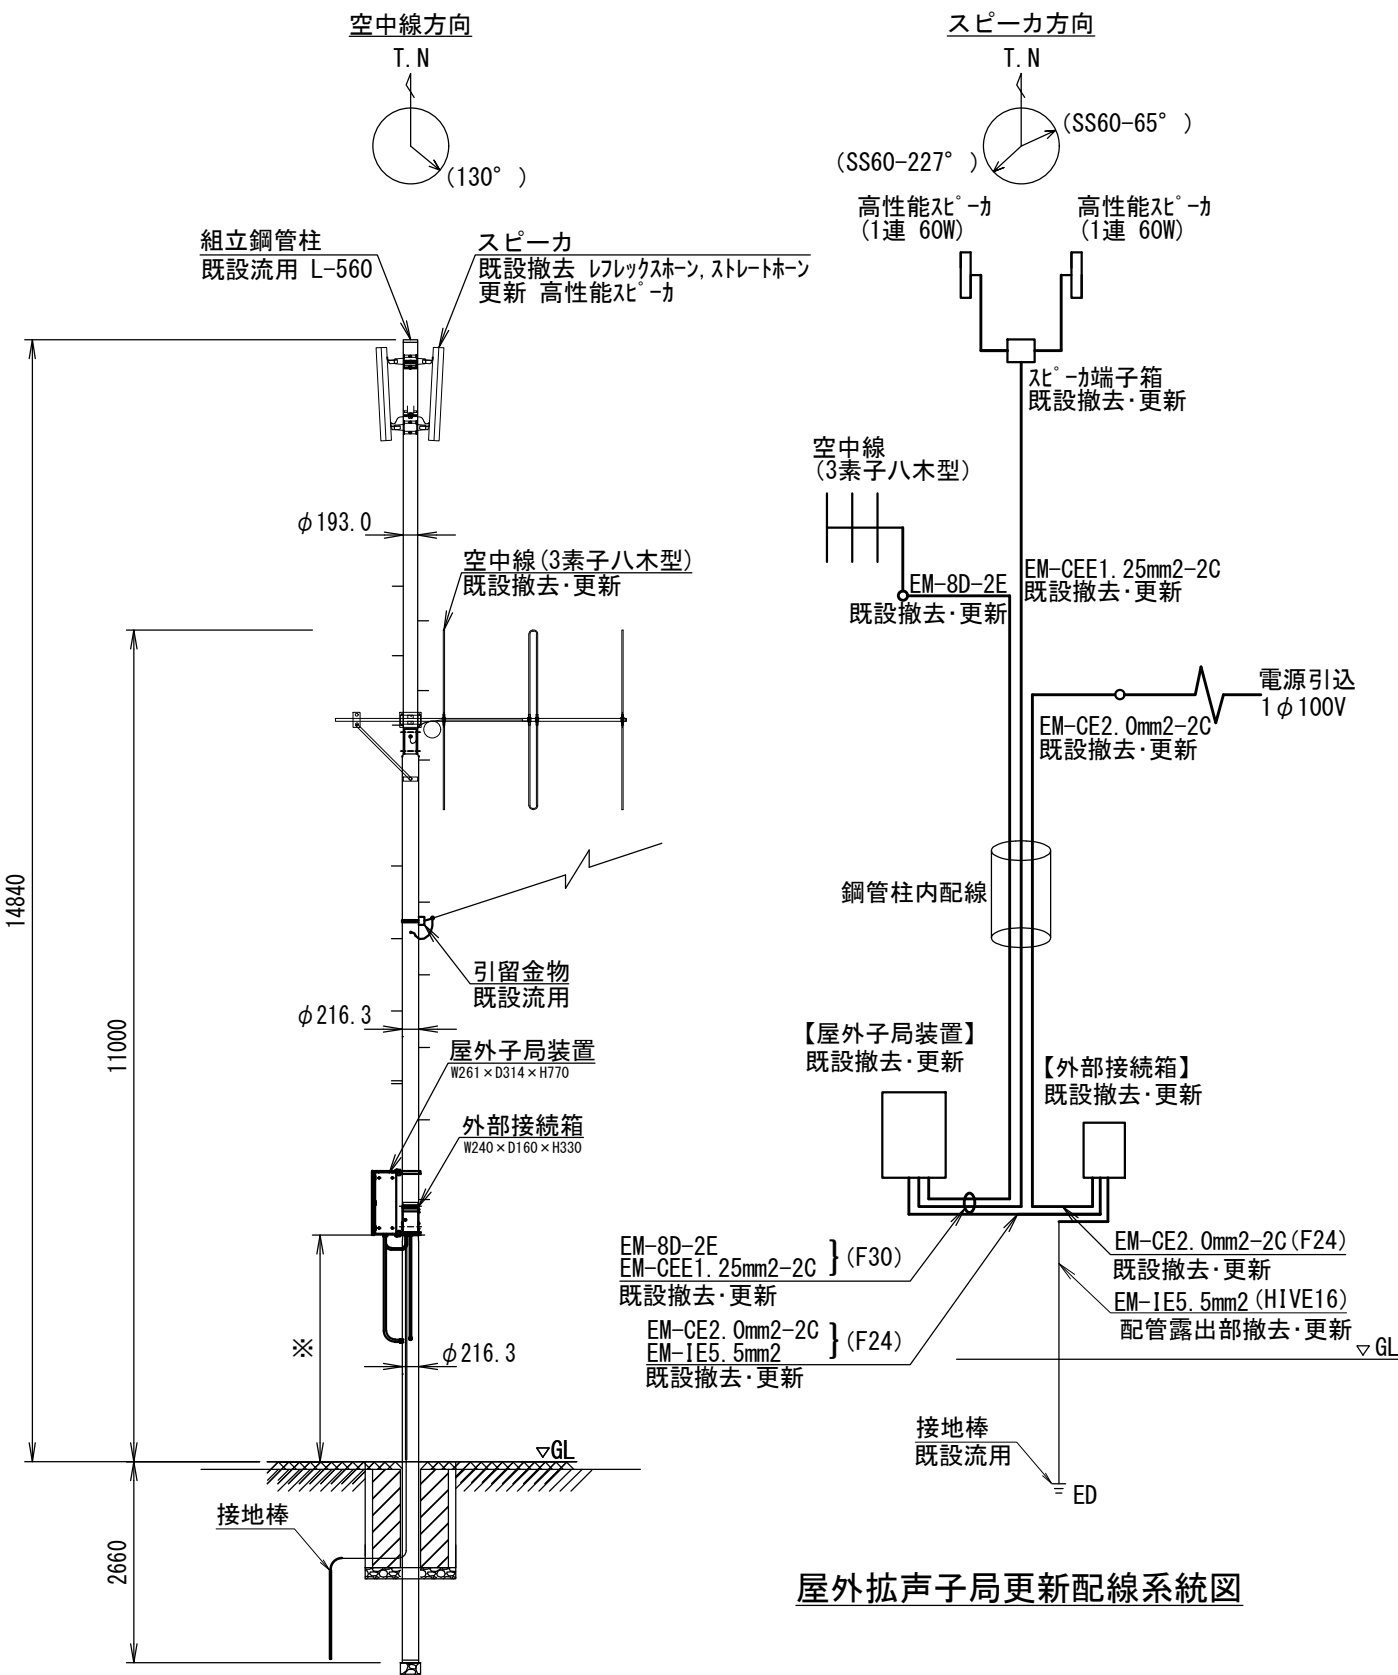 空中線方向
T.N
(130° )
スピーカ方向
T.N
(SS60-65° )
(SS60-227° )
高性能ｽﾋﾟｰｶ
(1連 60W)
高性能ｽﾋﾟｰｶ
(1連 60W)
組立鋼管柱
既設流用 L-560
スピーカ
既設撤去 ﾚﾌﾚｯｸｽﾎｰﾝ,ｽﾄﾚｰﾄﾎｰﾝ
更新 高性能ｽﾋﾟｰｶ
ｽﾋﾟｰｶ端子箱
既設撤去･更新
空中線
(3素子八木型)
φ193.0
空中線(3素子八木型)
既設撤去･更新
EM-8D-2E
既設撤去･更新
EM-CEE1.25mm2-2C
既設撤去･更新
電源引込
1φ100V
EM-CE2.0mm2-2C
既設撤去･更新
14840
11000
鋼管柱内配線
引留金物
既設流用
φ216.3
屋外子局装置
W261×D314×H770
外部接続箱
W240×D160×H330
【屋外子局装置】
既設撤去･更新
【外部接続箱】
既設撤去･更新
EM-8D-2E
EM-CEE1.25mm2-2C
} (F30)
既設撤去･更新
EM-CE2.0mm2-2C
EM-IE5.5mm2
} (F24)
既設撤去･更新
EM-CE2.0mm2-2C(F24)
既設撤去･更新
EM-IE5.5mm2(HIVE16)
配管露出部撤去･更新
▽GL
※
φ216.3
▽GL
接地棒
2660
接地棒
既設流用
ED
屋外拡声子局更新配線系統図